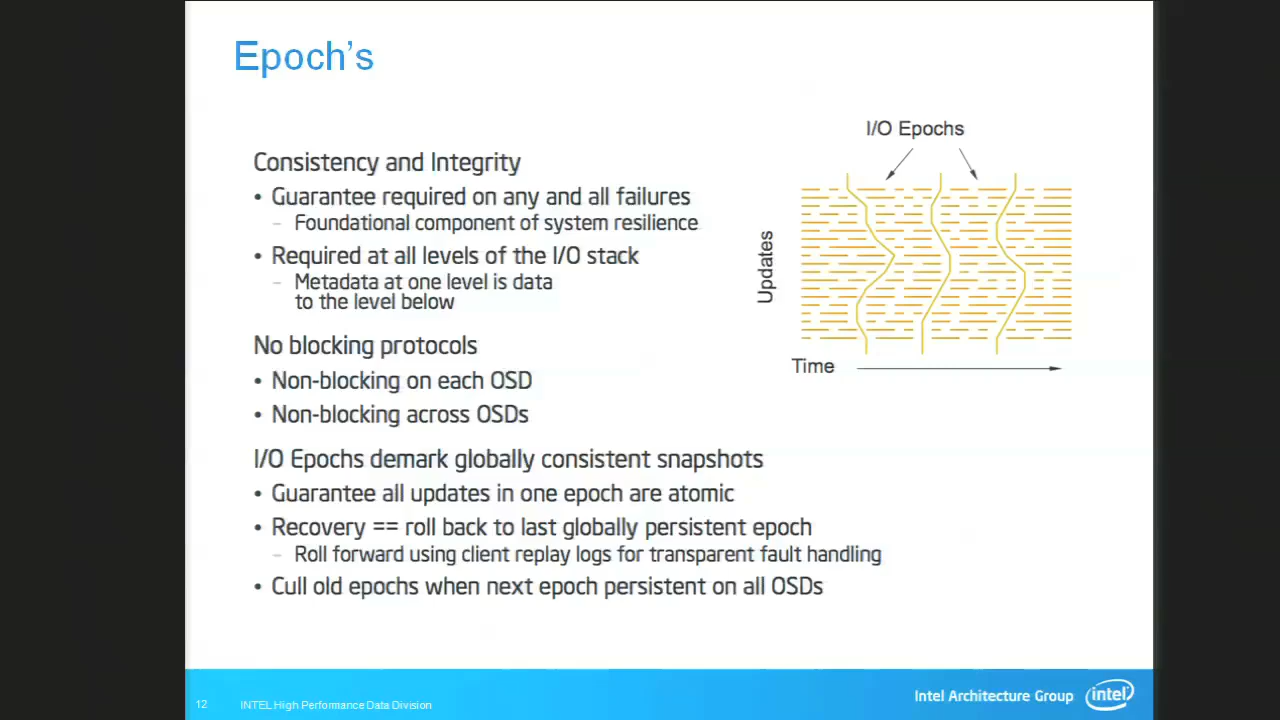 Epoch's
Consistency and Integrity
• Guarantee required on any and all failures
– Foundational component of system resilience
• Required at all levels of the I/O stack
– Metadata at one level is data
to the level below
No blocking protocols
• Non-blocking on each OSD
• Non-blocking across OSDs
I/O Epochs demark globally consistent snapshots
• Guarantee all updates in one epoch are atomic
• Recovery == roll back to last globally persistent epoch
– Roll forward using client replay logs for transparent fault handling
• Cull old epochs when next epoch persistent on all OSDs
I/O Epochs
Updates
Time
12
INTEL High Performance Data Division
Intel Architecture Group
intel